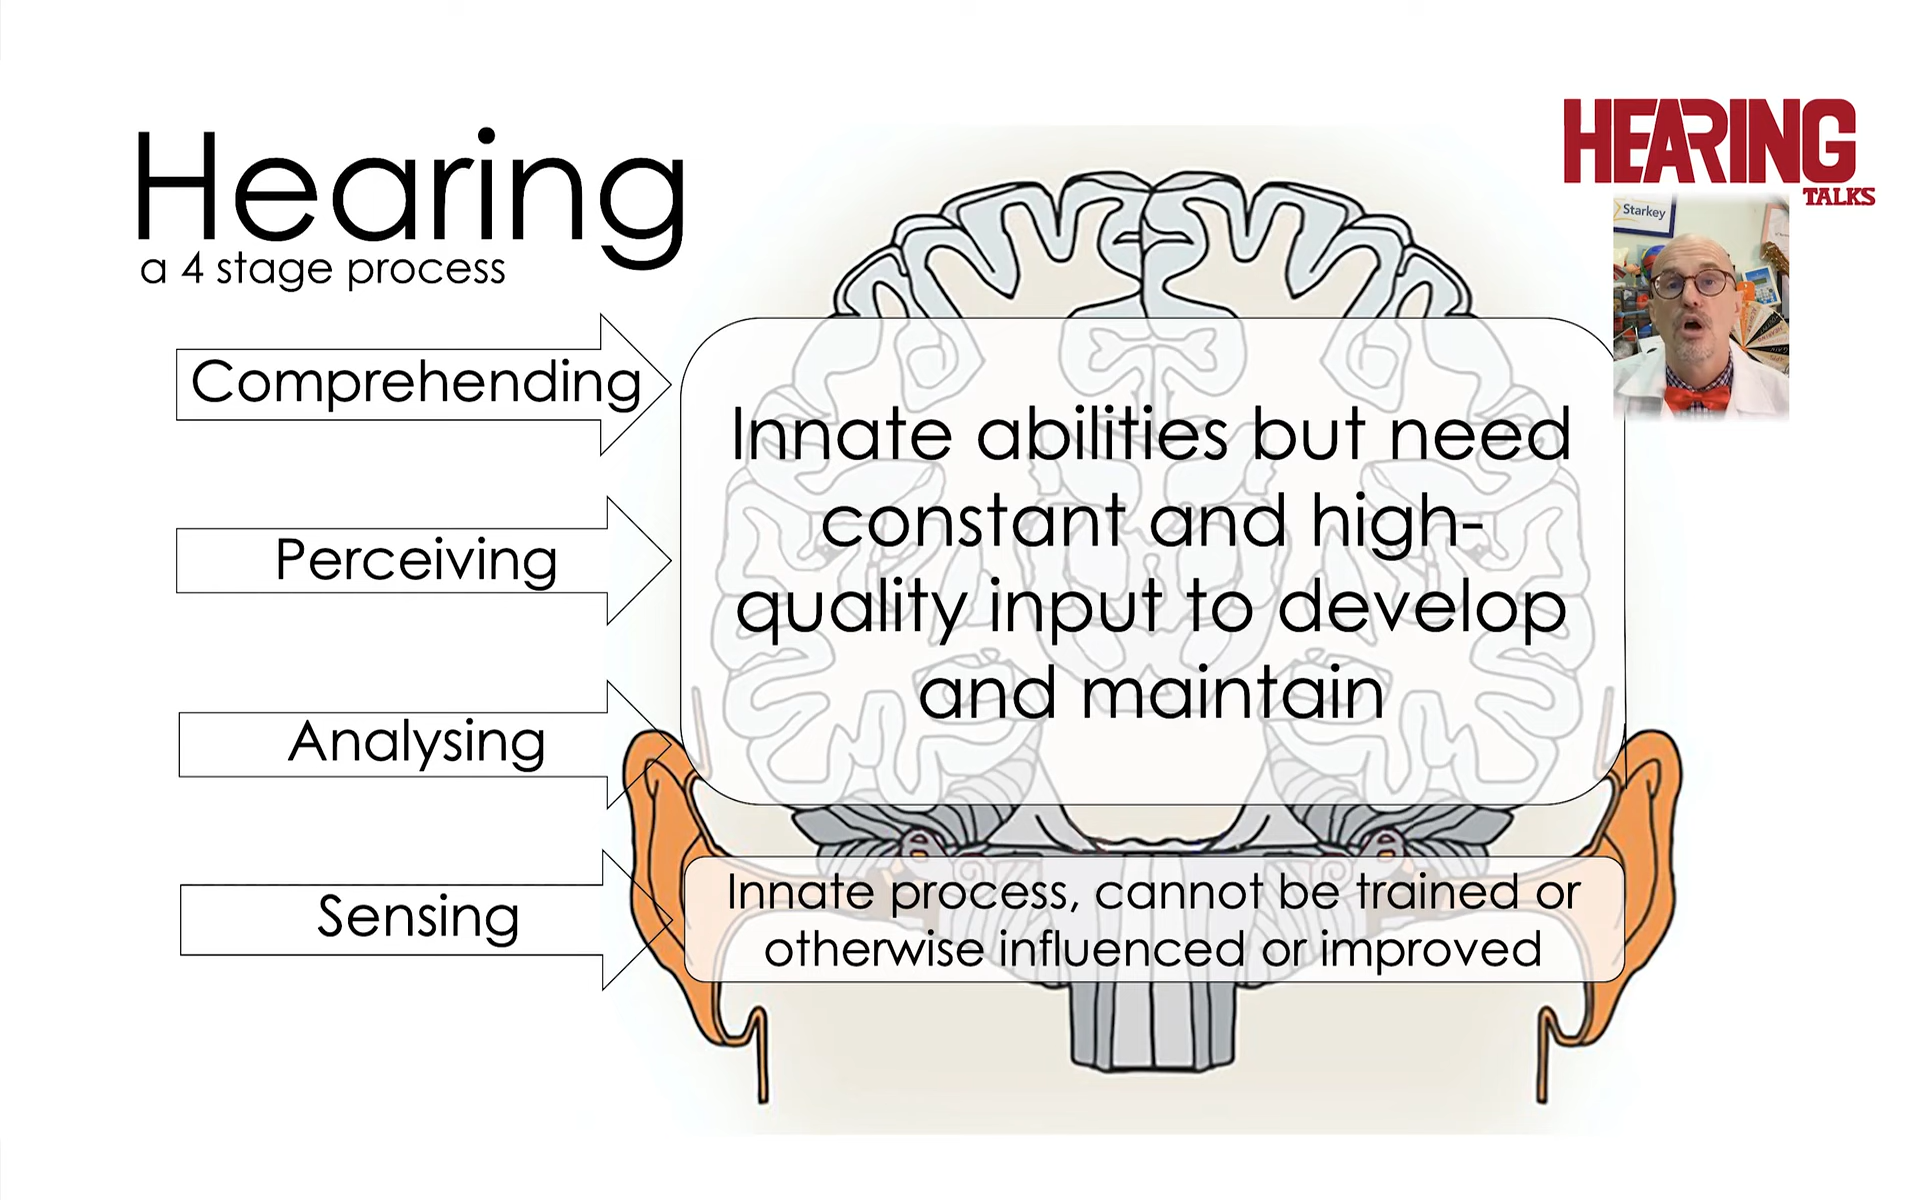 Hearing
a 4 stage process
HEARING
TALKS
Starkey
Comprehending
Perceiving
Analysing
Sensing
Innate abilities but need
constant and high-
quality input to develop
and maintain
Innate process, cannot be trained or
otherwise influenced or improved